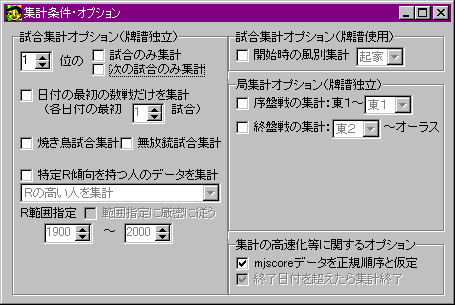 集計条件・オプション
試合集計オプション(牌譜独立)
1 位の
試合のみ集計
次の試合のみ集計
日付の最初の数戦だけを集計
(各日付の最初 1 試合)
焼き鳥試合集計 無放銃試合集計
特定R傾向を持つ人のデータを集計
Rの高い人を集計
R範囲指定 範囲指定に厳密に従う
1900 ～ 2000
試合集計オプション(牌譜使用)
開始時の風別集計 起家
局集計オプション(牌譜独立)
序盤戦の集計：東1～ 東1
終盤戦の集計： 東2 ～オーラス
集計の高速化等に関するオプション
mjscoreデータを正規順序と仮定
終了日付を超えたら集計終了